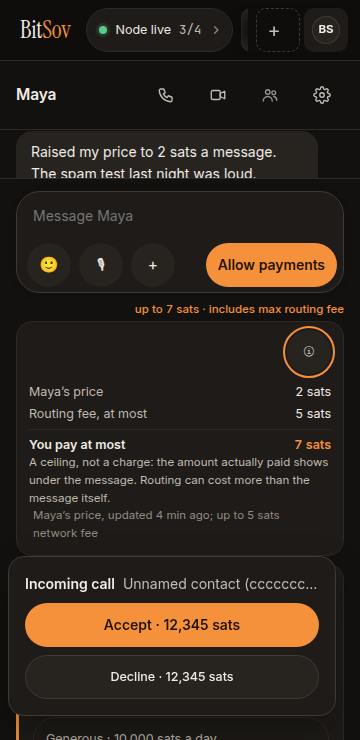 BitSov
Node live 3/4
+
BS
Maya
Raised my price to 2 sats a message.
The spam test last night was loud.
Message Maya
+
Allow payments
up to 7 sats · includes max routing fee
Maya's price 2 sats
Routing fee, at most 5 sats
You pay at most 7 sats
A ceiling, not a charge: the amount actually paid shows
under the message. Routing can cost more than the
message itself.
Maya's price, updated 4 min ago; up to 5 sats
network fee
Incoming call Unnamed contact (ccccccc…
Accept · 12,345 sats
Decline · 12,345 sats
Generous · 10,000 sats a day